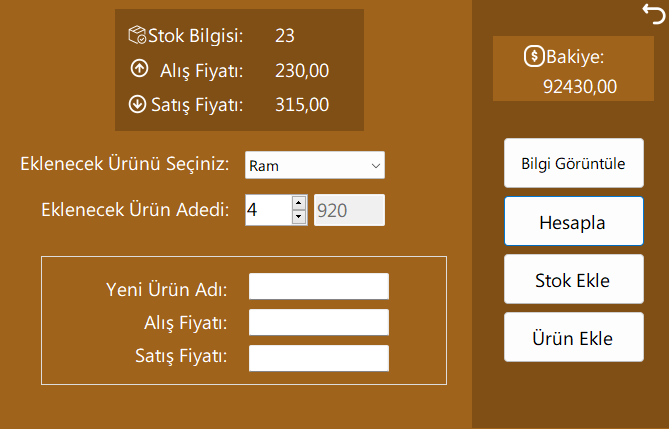 Stok Bilgisi: 23
Alış Fiyatı: 230,00
Satış Fiyatı: 315,00
Eklenecek Ürünü Seçiniz: Ram
Eklenecek Ürün Adedi: 4 920
Yeni Ürün Adı:
Alış Fiyatı:
Satış Fiyatı:
Bakiye:
92430,00
Bilgi Görüntüle
Hesapla
Stok Ekle
Ürün Ekle